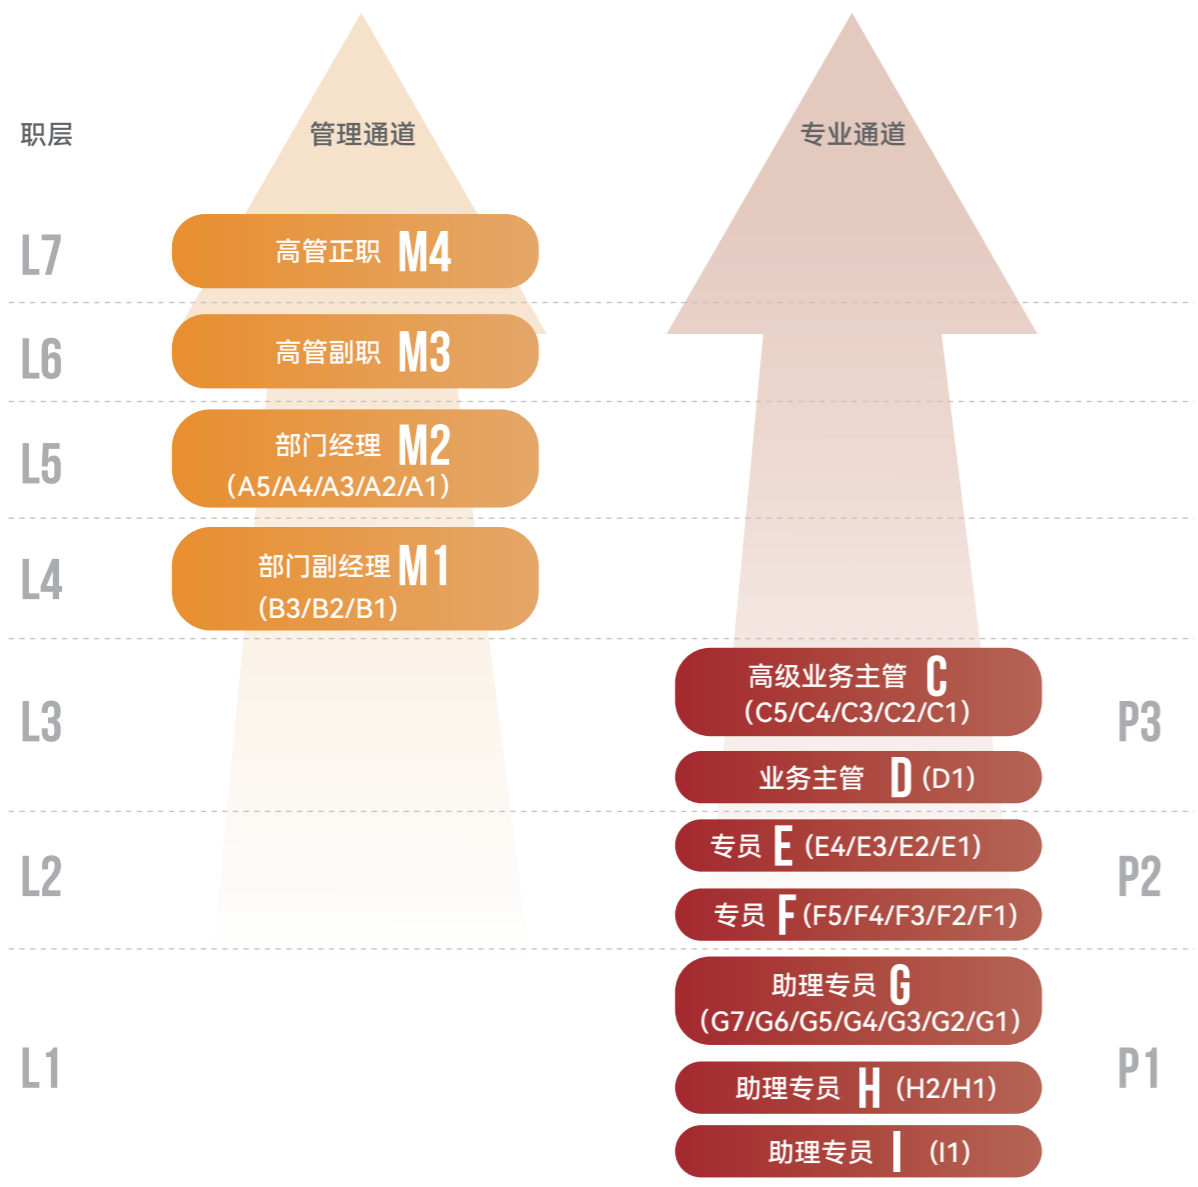 职层
管理通道
专业通道
L7
高管正职 M4
L6
高管副职 M3
L5
部门经理 M2
(A5/A4/A3/A2/A1)
L4
部门副经理 M1
(B3/B2/B1)
L3
高级业务主管 C
(C5/C4/C3/C2/C1)
P3
业务主管 D (D1)
L2
专员 E (E4/E3/E2/E1)
P2
专员 F (F5/F4/F3/F2/F1)
L1
助理专员 G
(G7/G6/G5/G4/G3/G2/G1)
P1
助理专员 H (H2/H1)
助理专员 I (I1)